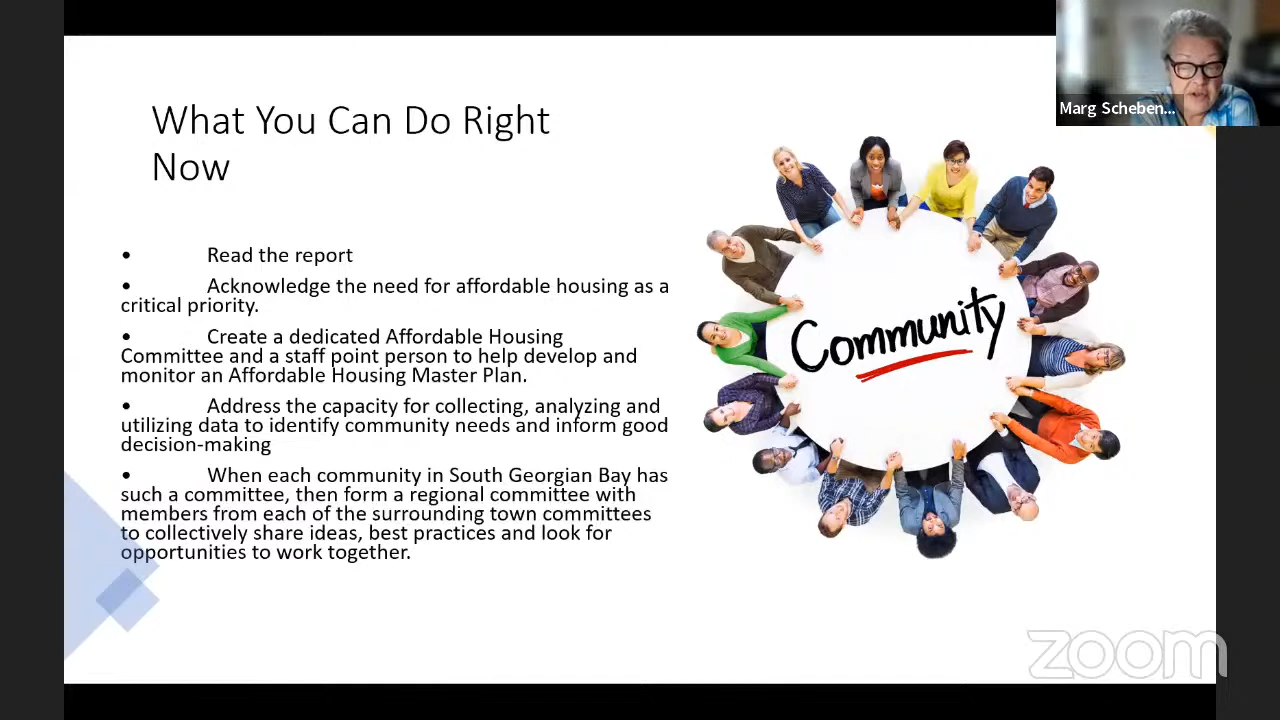 What You Can Do Right
Now
• Read the report
• Acknowledge the need for affordable housing as a
critical priority.
• Create a dedicated Affordable Housing
Committee and a staff point person to help develop and
monitor an Affordable Housing Master Plan.
• Address the capacity for collecting, analyzing and
utilizing data to identify community needs and inform good
decision-making
• When each community in South Georgian Bay has
such a committee, then form a regional committee with
members from each of the surrounding town committees
to collectively share ideas, best practices and look for
opportunities to work together.
Community
Marg Scheben...
zoom